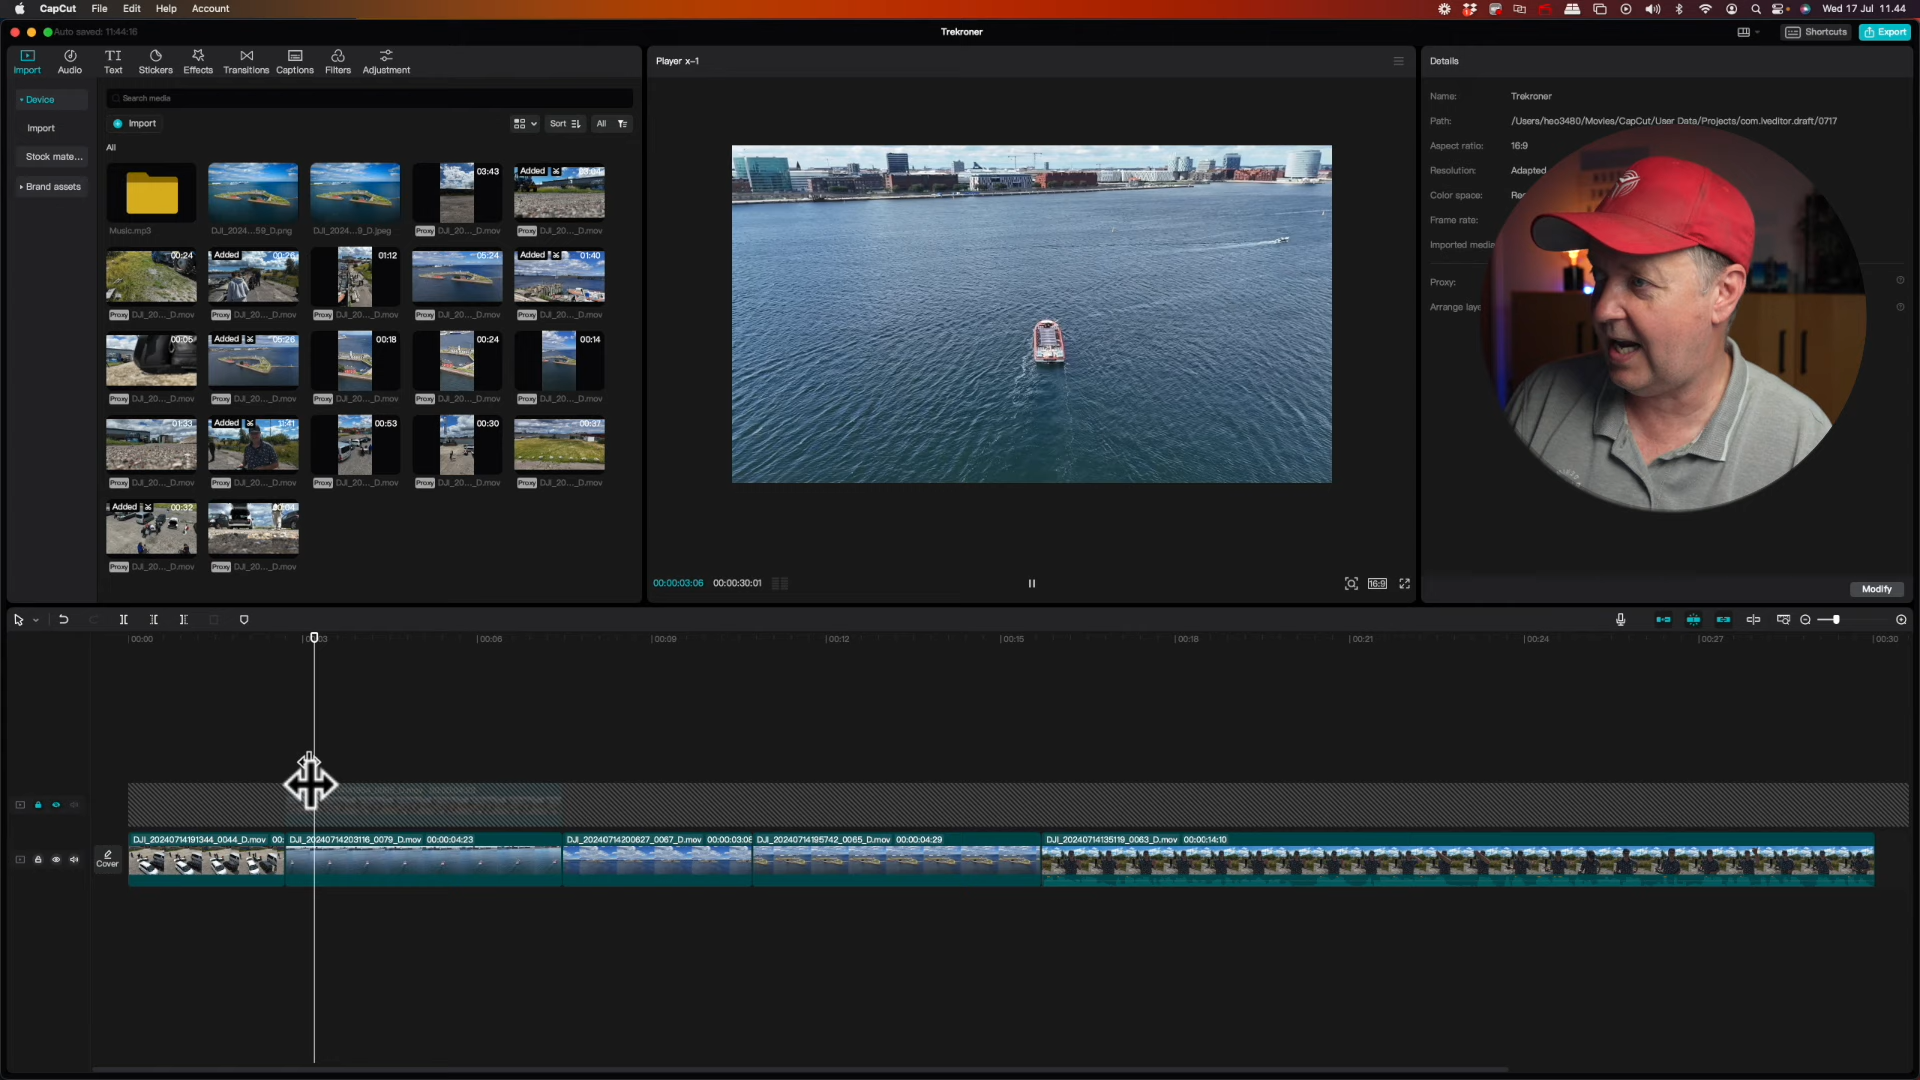 CapCut File Edit Help Account
Wed 17 Jul 11.44
Auto saved: 11:44:16
Trekroner
Shortcuts
Export
Import Audio Text Stickers Effects Transitions Captions Filters Adjustment
Device
Import
Stock mate...
Brand assets
Search media
Import
Sort All
All
03:43 Added 03:04
Music.mp3 DJI_2024...59_D.png DJI_2024...9_D.jpeg Proxy DJI_20..._D.mov Proxy DJI_20..._D.mov
00:24 Added 00:26 01:12 05:24 Added 01:40
Proxy DJI_20..._D.mov Proxy DJI_20..._D.mov Proxy DJI_20..._D.mov Proxy DJI_20..._D.mov Proxy DJI_20..._D.mov
00:05 Added 05:26 00:18 00:24 00:14
Proxy DJI_20..._D.mov Proxy DJI_20..._D.mov Proxy DJI_20..._D.mov Proxy DJI_20..._D.mov Proxy DJI_20..._D.mov
01:33 Added 11:41 00:53 00:30 00:37
Proxy DJI_20..._D.mov Proxy DJI_20..._D.mov Proxy DJI_20..._D.mov Proxy DJI_20..._D.mov Proxy DJI_20..._D.mov
Added 00:32 00:04
Proxy DJI_20..._D.mov Proxy DJI_20..._D.mov
Player x-1
00:00:03:06 00:00:30:01
16:9
Details
Name: Trekroner
Path: /Users/heo3480/Movies/CapCut/User Data/Projects/com.lveditor.draft/0717
Aspect ratio: 16:9
Resolution: Adapted
Color space: Rec
Frame rate:
Imported media
Proxy:
Arrange laye
Modify
00:00 00:03 00:06 00:09 00:12 00:15 00:18 00:21 00:24 00:27 00:30
Cover
DJI_20240714191344_0044_D.mov 00: DJI_20240714203116_0079_D.mov 00:00:04:23 DJI_20240714200627_0067_D.mov 00:00:03:08 DJI_20240714195742_0065_D.mov 00:00:04:29 DJI_20240714135119_0063_D.mov 00:00:14:10